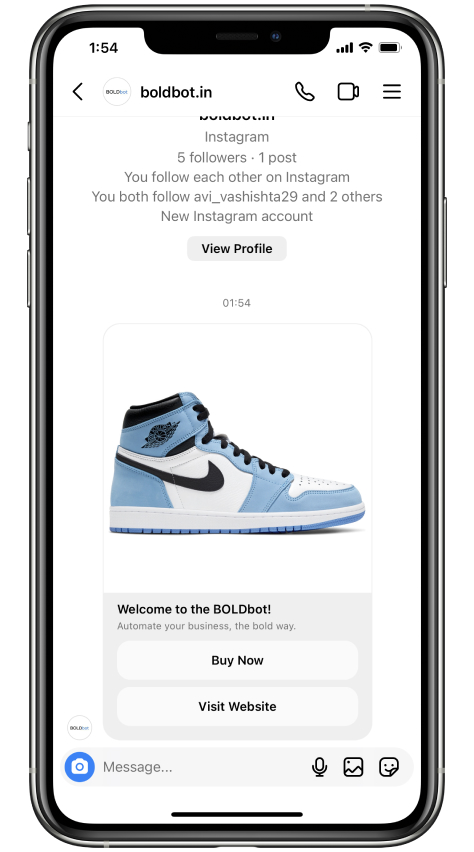 1:54
BOLDbot
boldbot.in
boldbot.in
Instagram
5 followers · 1 post
You follow each other on Instagram
You both follow avi_vashishta29 and 2 others
New Instagram account
View Profile
01:54
Welcome to the BOLDbot!
Automate your business, the bold way.
Buy Now
Visit Website
BOLDbot
Message...